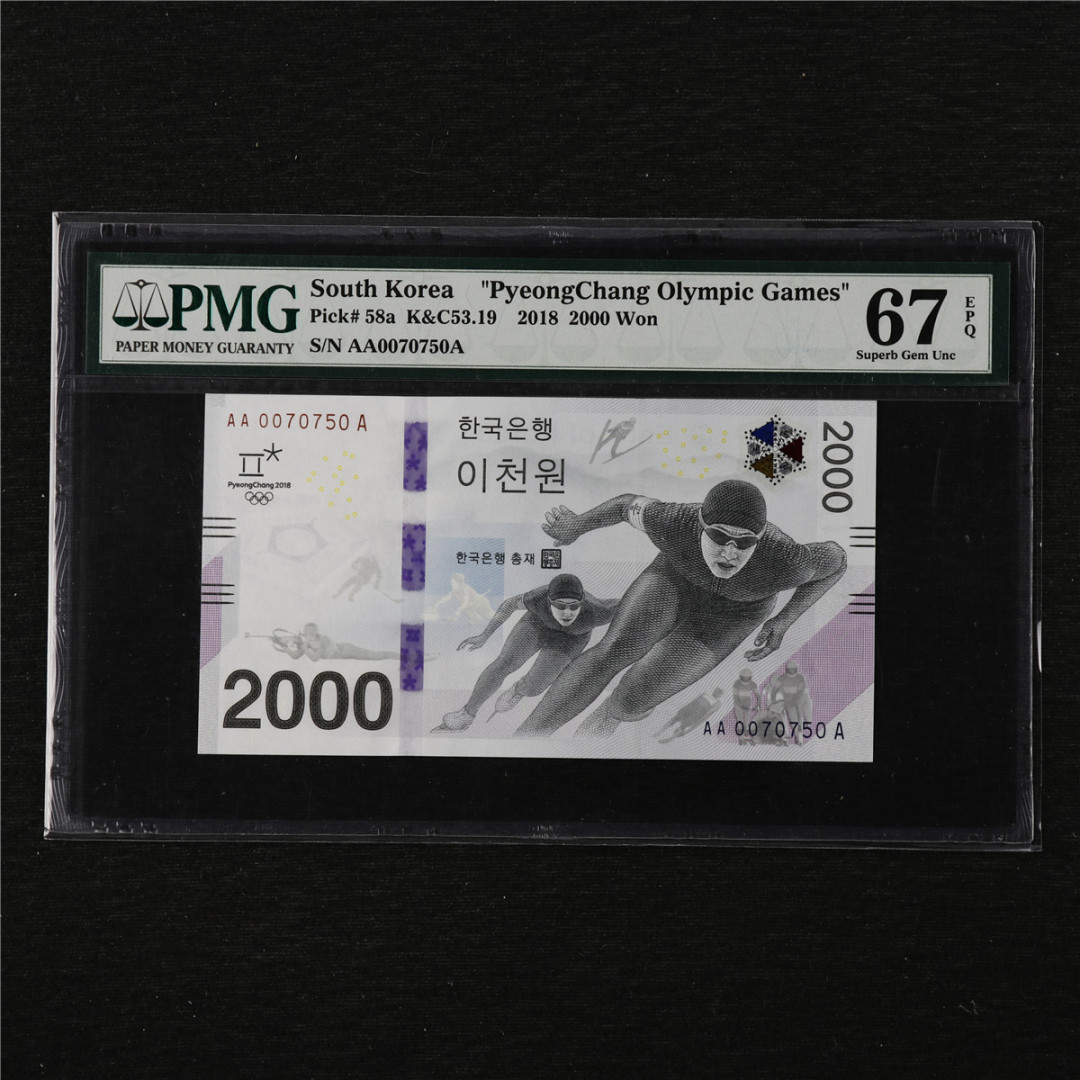 PMG
PAPER MONEY GUARANTY
South Korea "PyeongChang Olympic Games"
Pick# 58a K&C53.19 2018 2000 Won
S/N AA0070750A
67
EPQ
Superb Gem Unc
AA 0070750 A
PyeongChang 2018
한국은행
이천원
2000
한국은행 총재
2000
AA 0070750 A